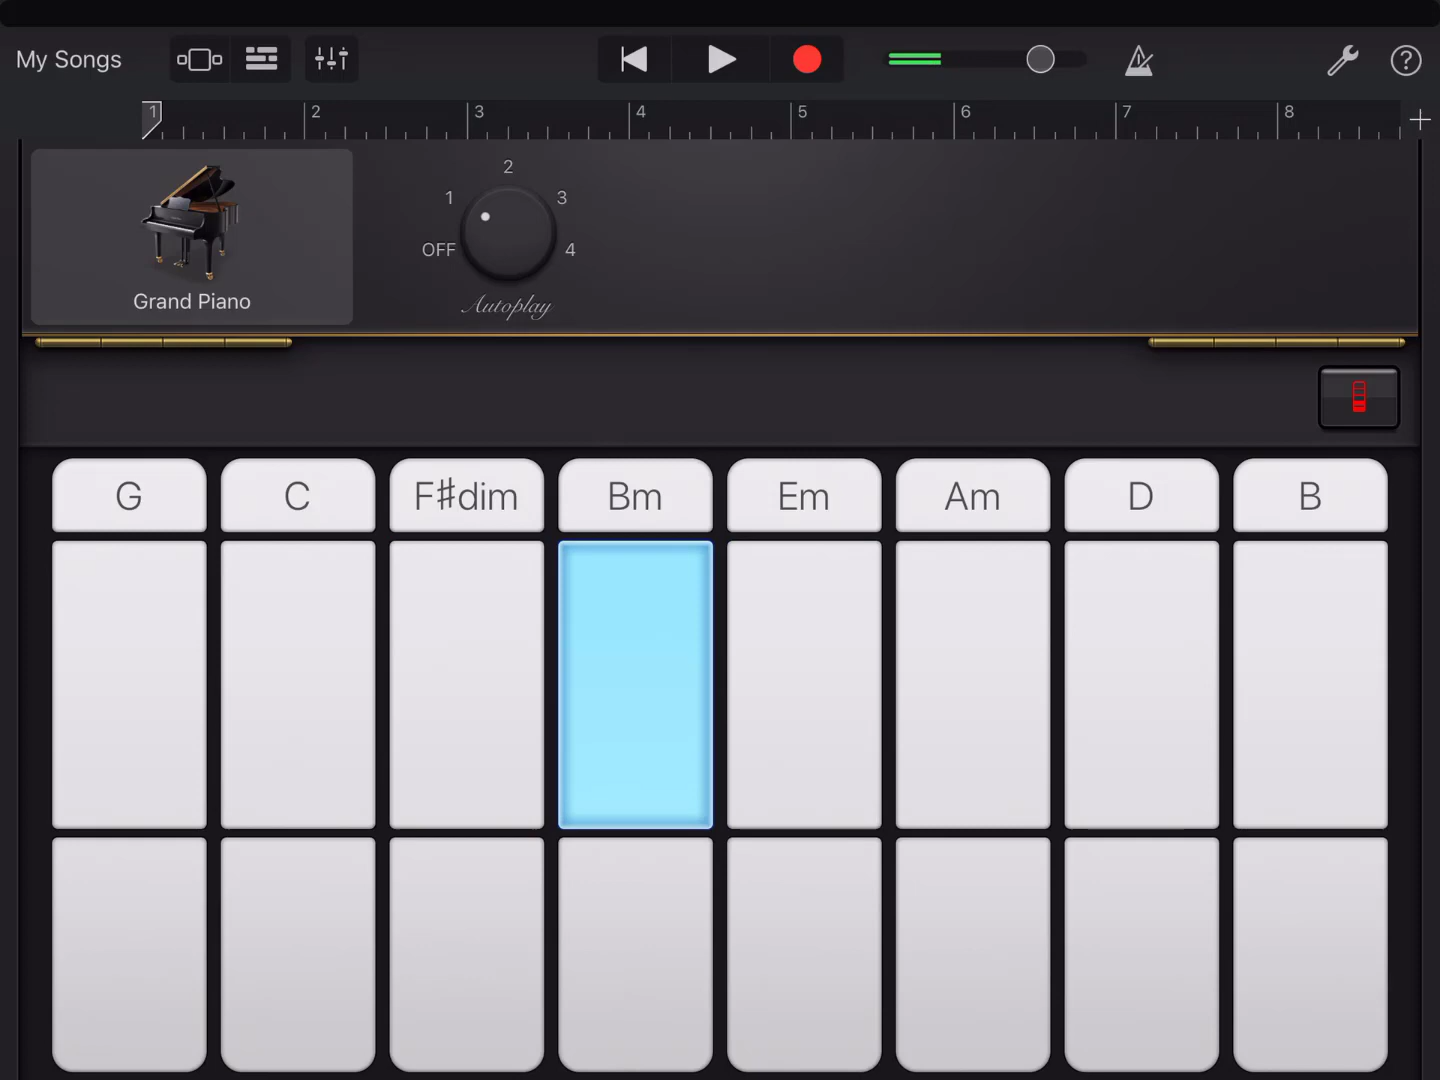 My Songs
1 2 3 4 5 6 7 8
2
1 3
OFF 4
Grand Piano
Autoplay
G C F♯dim Bm Em Am D B